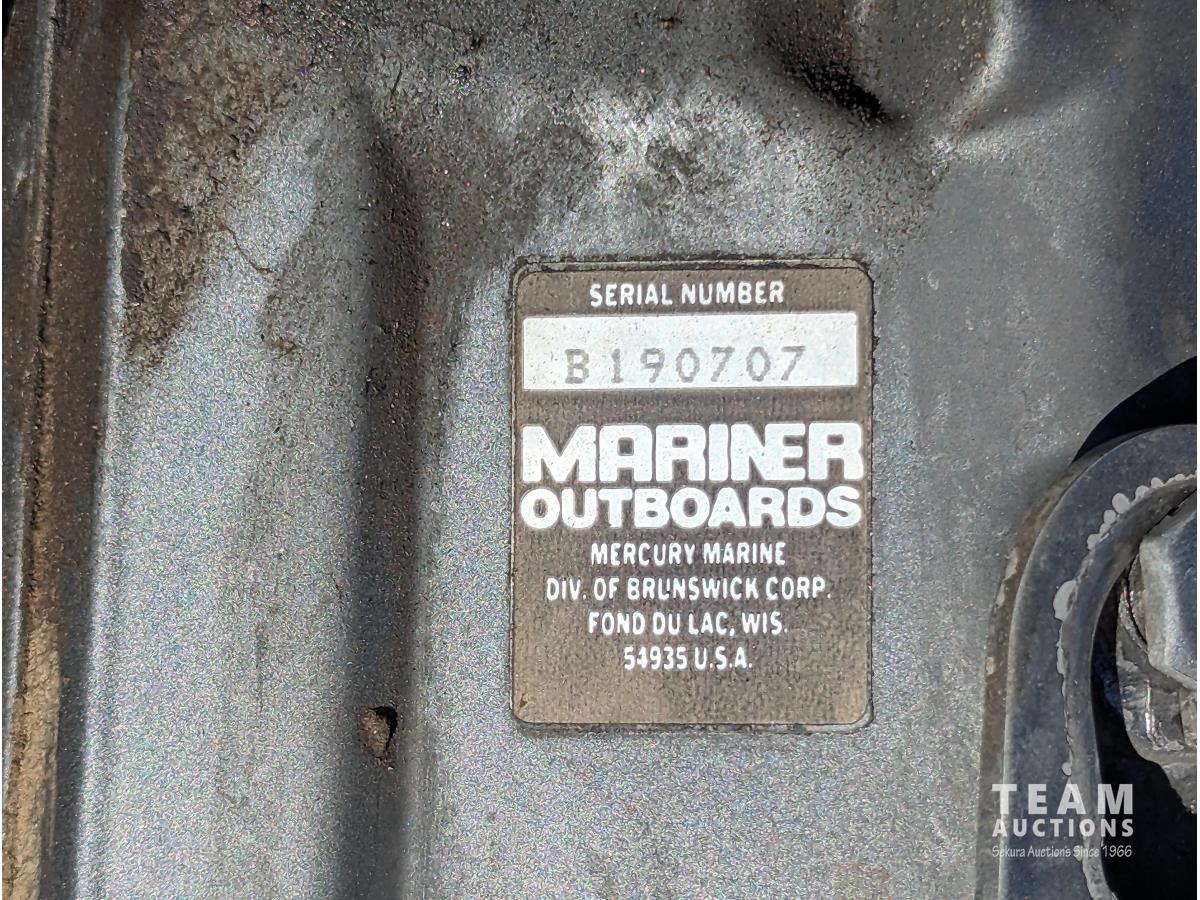 SERIAL NUMBER
B190707
MARINER
OUTBOARDS
MERCURY MARINE
DIV. OF BRUNSWICK CORP.
FOND DU LAC, WIS.
54935 U.S.A.
TEAM
AUCTIONS
Sekura Auctions Since 1966